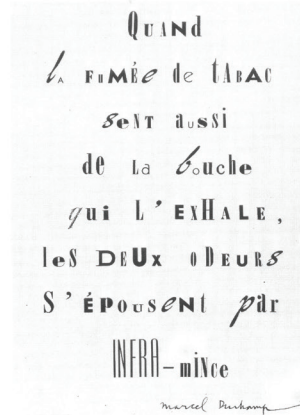 QUAND
LA FUMÉE de TABAC
SeNT aUSSI
de La bouche
qui L'EXHALE,
leS DEUX ODEURS
S'ÉPOUSENT par
INFRA-mINce
Marcel Duchamp